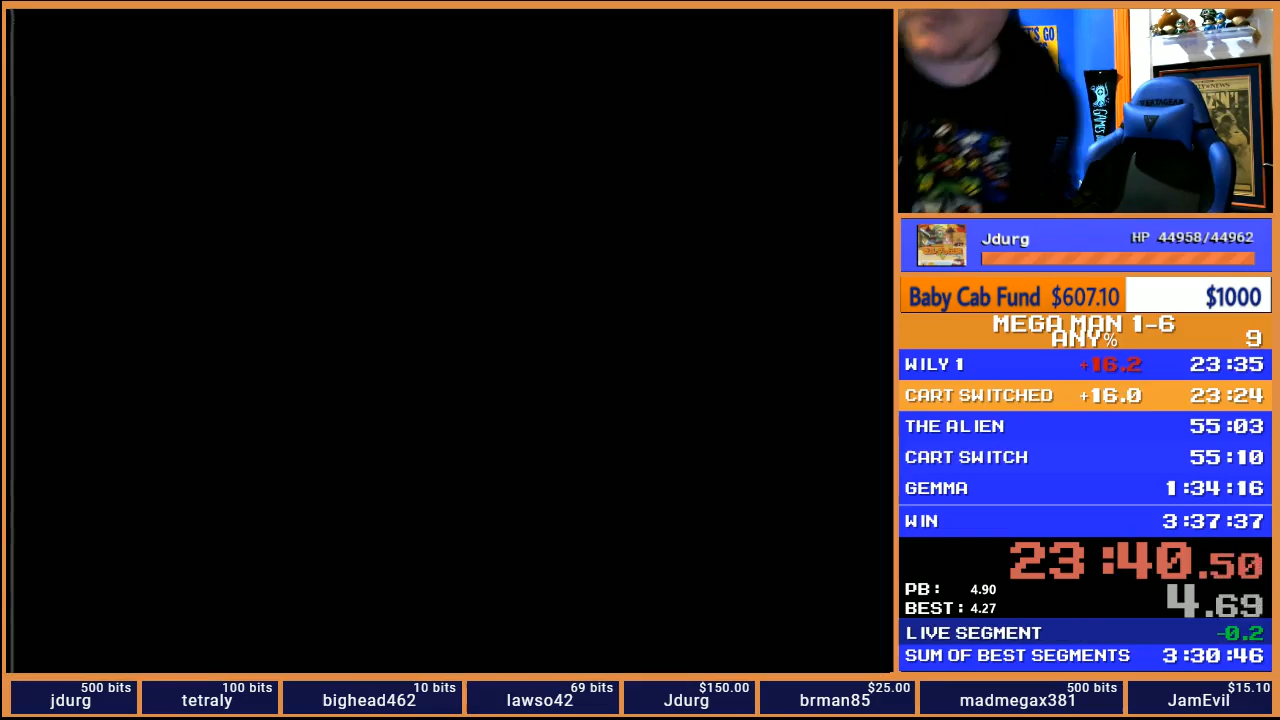 Jdurg HP 44958/44962
Baby Cab Fund $607.10 $1000
MEGA MAN 1-6
ANY% 9
WILY 1 +16.2 23:35
CART SWITCHED +16.0 23:24
THE ALIEN 55:03
CART SWITCH 55:10
GEMMA 1:34:16
WIN 3:37:37
23:40.50
PB: 4.90
BEST: 4.27
4.69
LIVE SEGMENT -0.2
SUM OF BEST SEGMENTS 3:30:46
500 bits
jdurg
100 bits
tetraly
10 bits
bighead462
69 bits
lawso42
$150.00
Jdurg
$25.00
brman85
500 bits
madmegax381
$15.10
JamEvil